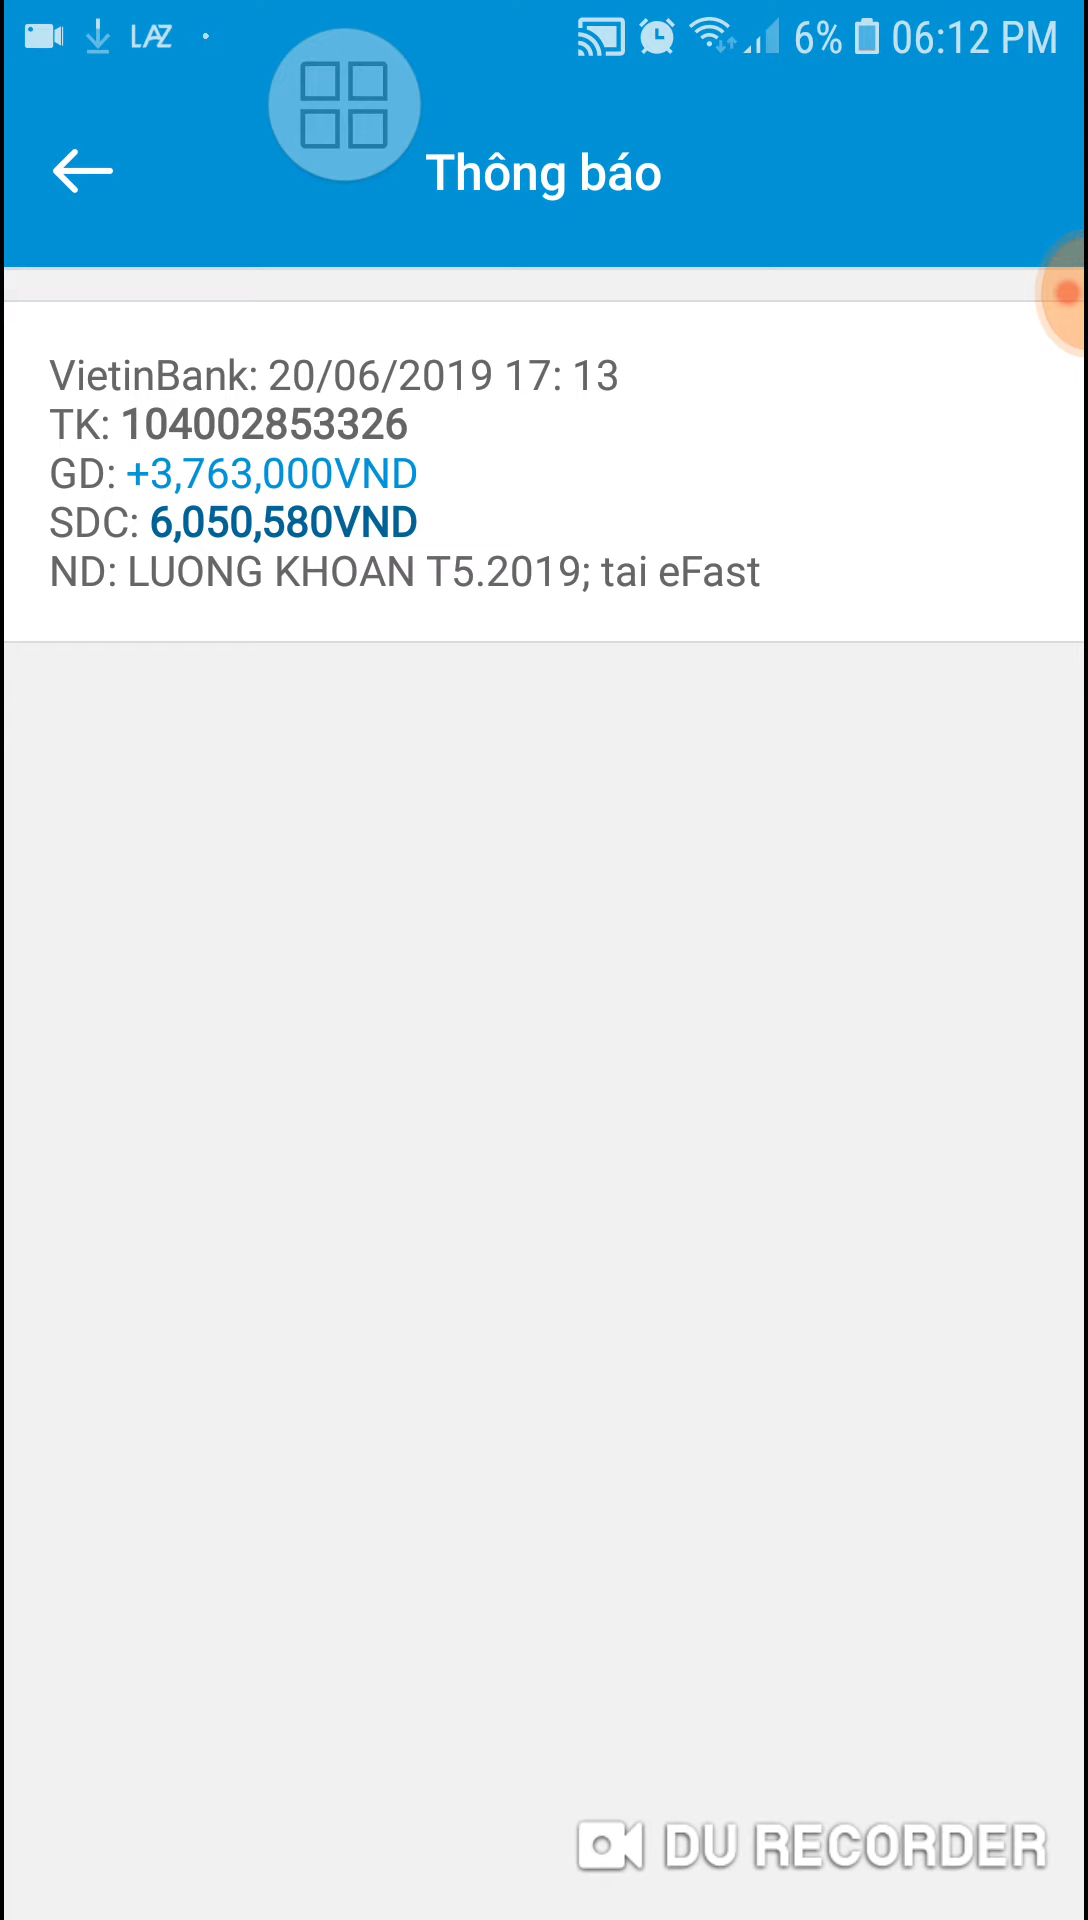 LAZ 6% 06:12 PM
Thông báo
VietinBank: 20/06/2019 17: 13
TK: 104002853326
GD: +3,763,000VND
SDC: 6,050,580VND
ND: LUONG KHOAN T5.2019; tai eFast
DU RECORDER